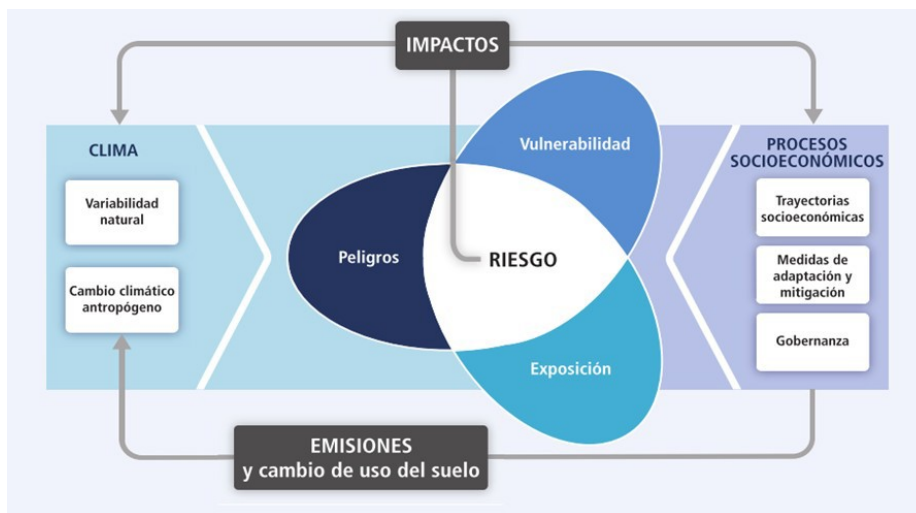 IMPACTOS
CLIMA
Variabilidad
natural
Cambio climático
antropógeno
Peligros
Vulnerabilidad
RIESGO
Exposición
PROCESOS
SOCIOECONÓMICOS
Trayectorias
socioeconómicas
Medidas de
adaptación y
mitigación
Gobernanza
EMISIONES
y cambio de uso del suelo